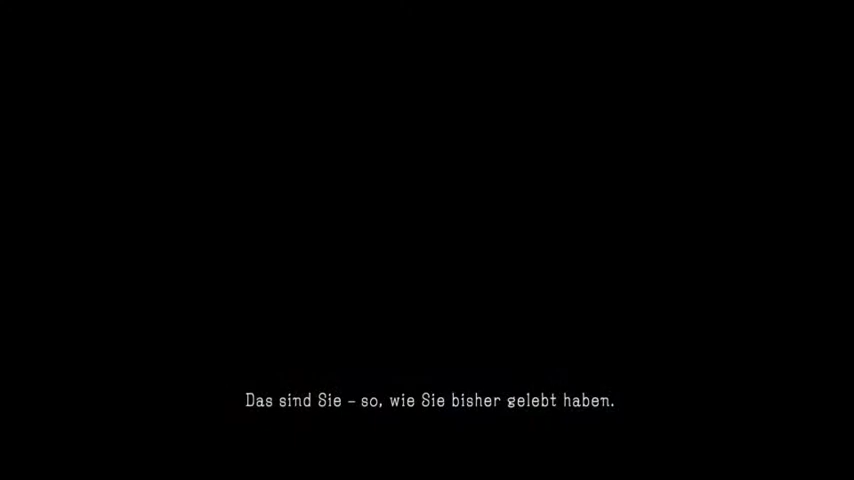 Das sind Sie – so, wie Sie bisher gelebt haben.